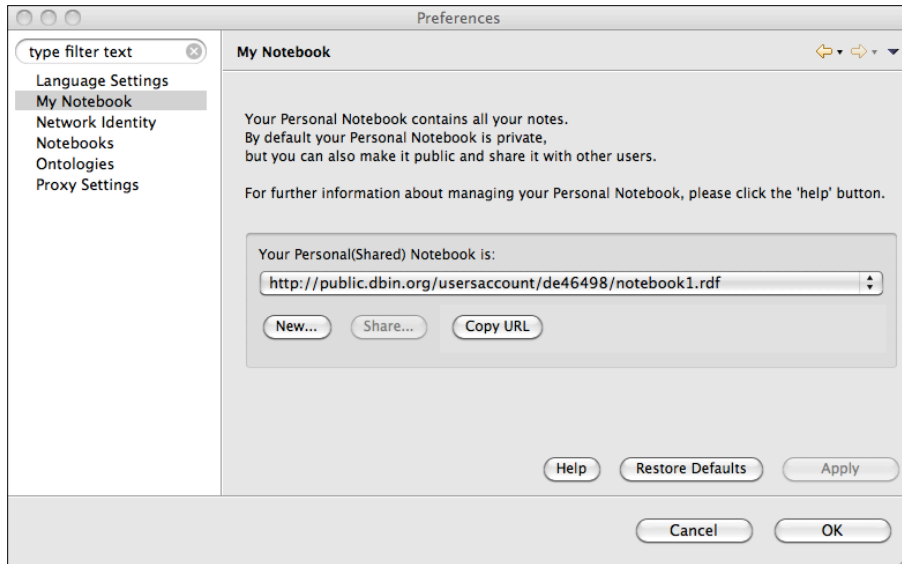 Preferences
type filter text
Language Settings
My Notebook
Network Identity
Notebooks
Ontologies
Proxy Settings
My Notebook
Your Personal Notebook contains all your notes.
By default your Personal Notebook is private,
but you can also make it public and share it with other users.
For further information about managing your Personal Notebook, please click the 'help' button.
Your Personal(Shared) Notebook is:
http://public.dbin.org/usersaccount/de46498/notebook1.rdf
New... Share... Copy URL
Help Restore Defaults Apply
Cancel OK